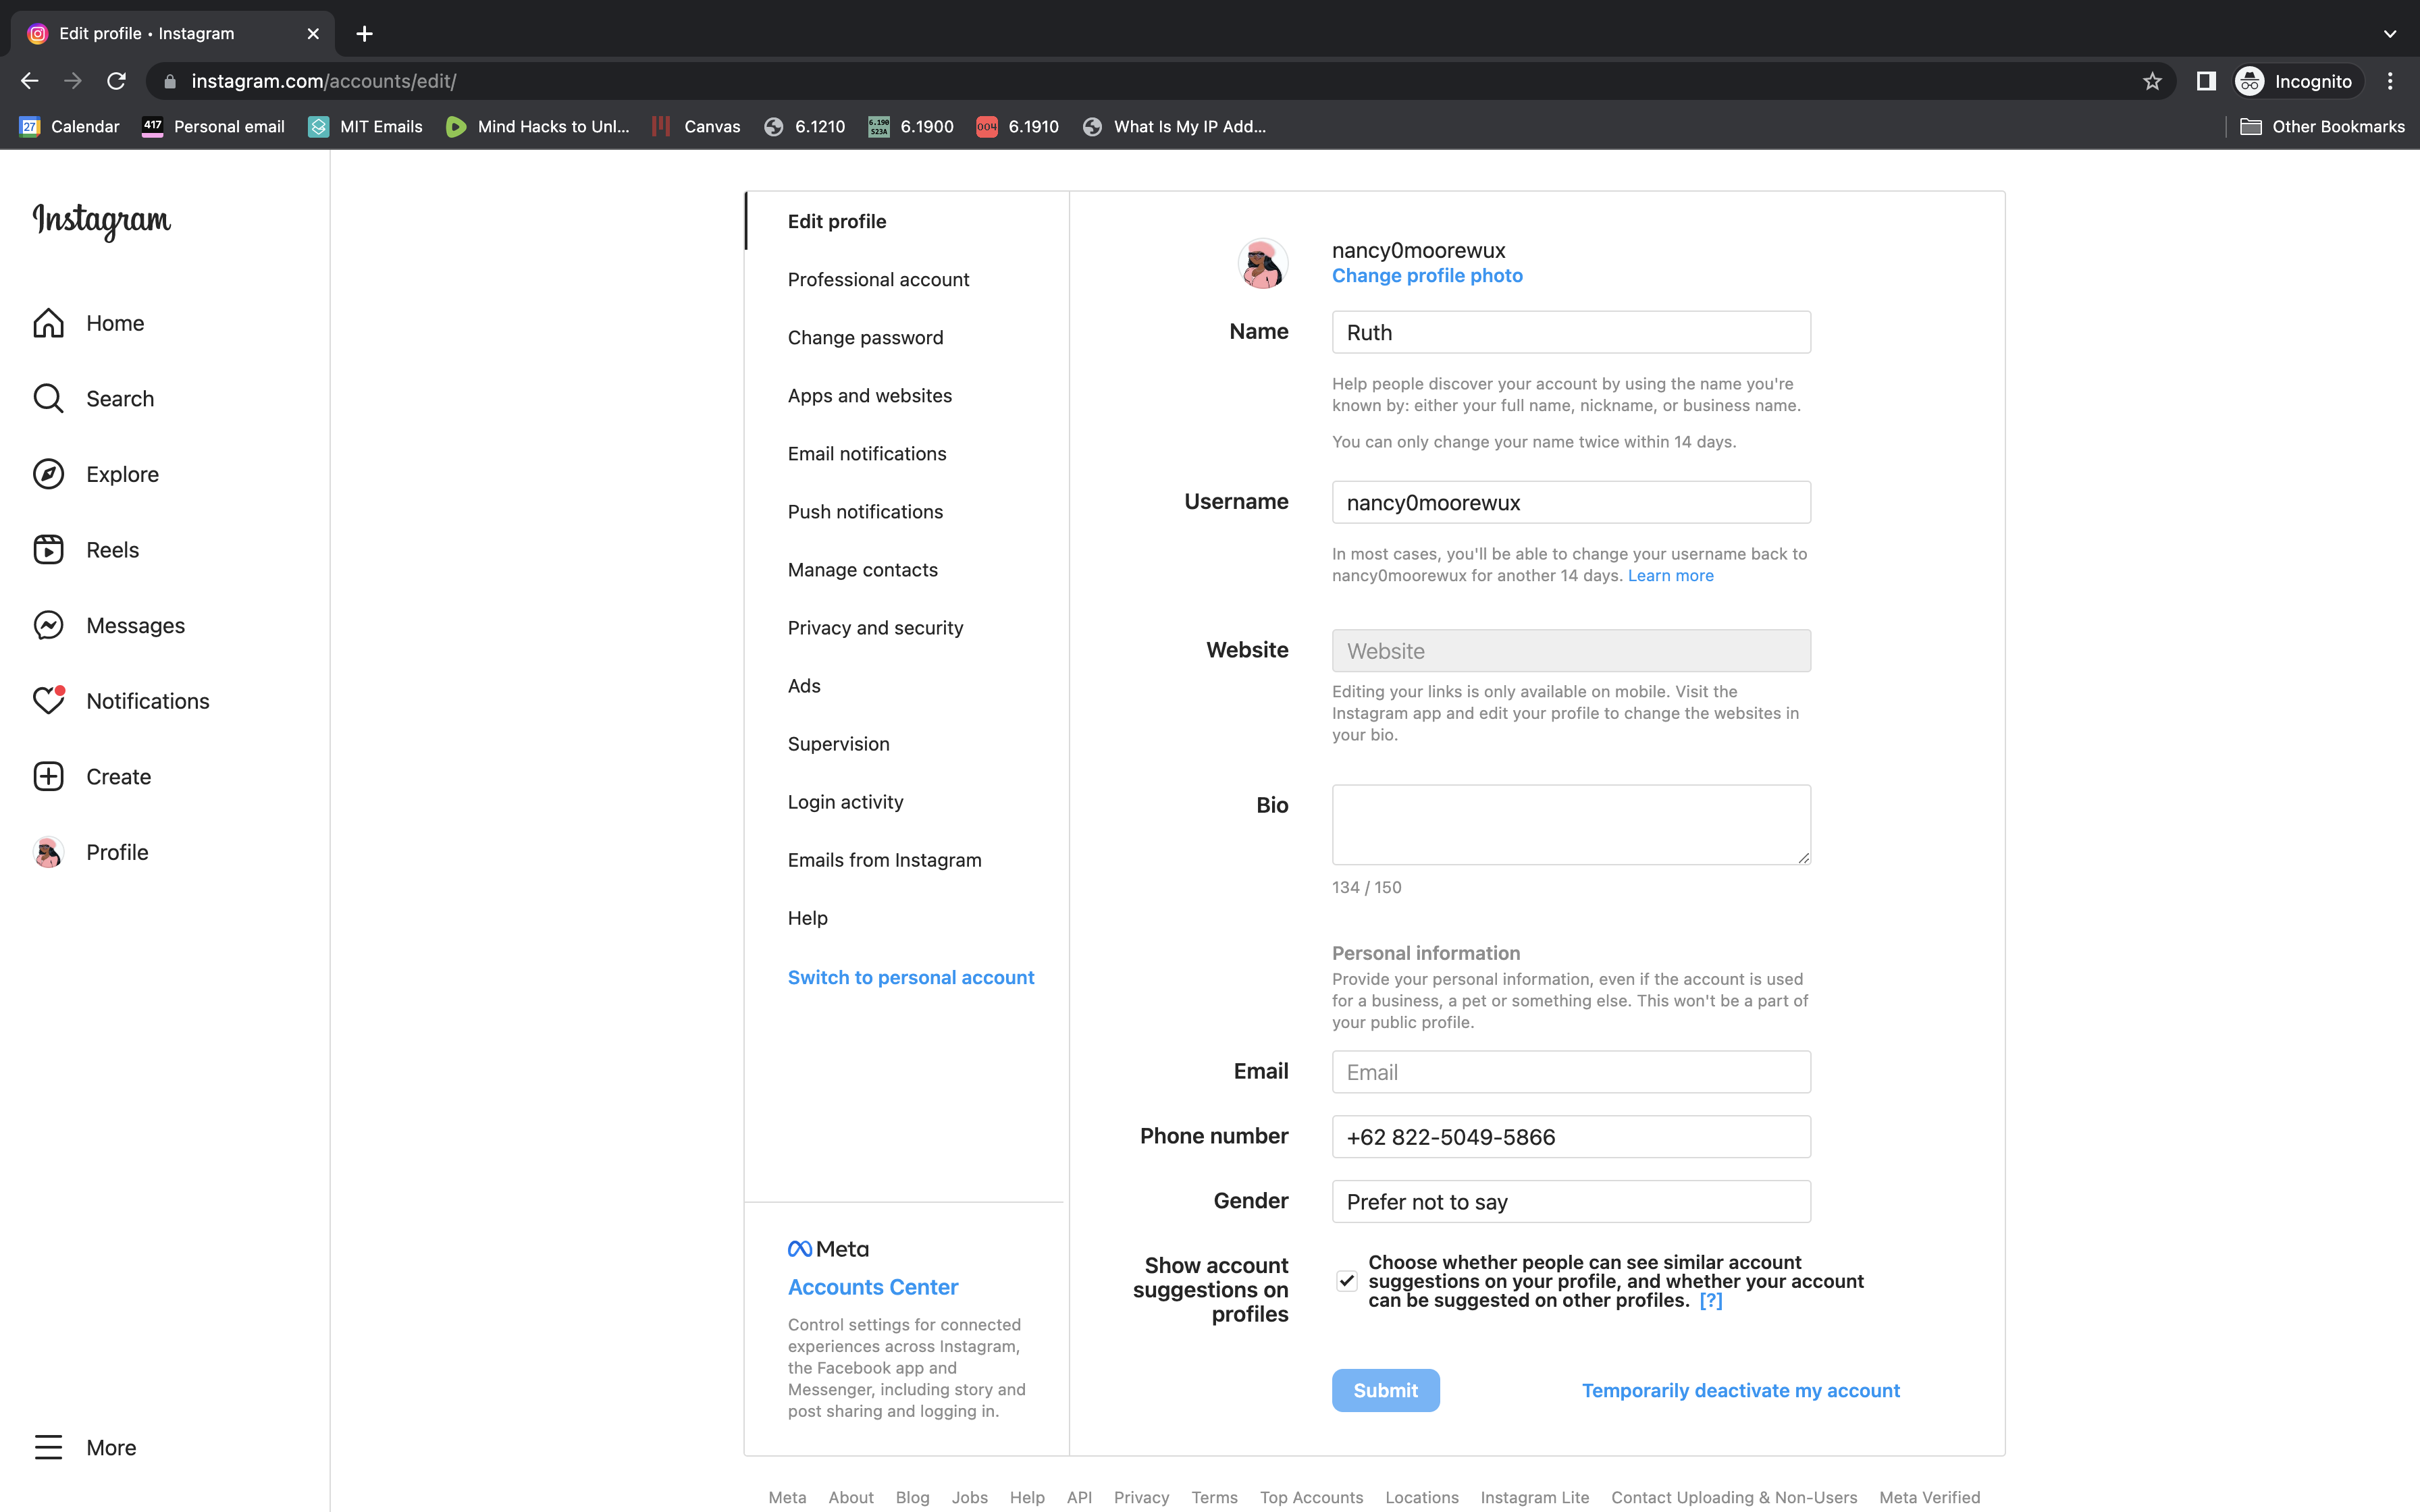 Edit profile • Instagram
instagram.com/accounts/edit/
Incognito
27 Calendar
417 Personal email
MIT Emails
Mind Hacks to Unl...
Canvas
6.1210
6.190 S23A 6.1900
004 6.1910
What Is My IP Add...
Other Bookmarks
Instagram
Home
Search
Explore
Reels
Messages
Notifications
Create
Profile
More
Edit profile
Professional account
Change password
Apps and websites
Email notifications
Push notifications
Manage contacts
Privacy and security
Ads
Supervision
Login activity
Emails from Instagram
Help
Switch to personal account
Meta
Accounts Center
Control settings for connected
experiences across Instagram,
the Facebook app and
Messenger, including story and
post sharing and logging in.
nancy0moorewux
Change profile photo
Name Ruth
Help people discover your account by using the name you're
known by: either your full name, nickname, or business name.
You can only change your name twice within 14 days.
Username nancy0moorewux
In most cases, you'll be able to change your username back to
nancy0moorewux for another 14 days. Learn more
Website Website
Editing your links is only available on mobile. Visit the
Instagram app and edit your profile to change the websites in
your bio.
Bio
134 / 150
Personal information
Provide your personal information, even if the account is used
for a business, a pet or something else. This won't be a part of
your public profile.
Email Email
Phone number +62 822-5049-5866
Gender Prefer not to say
Show account
suggestions on
profiles
Choose whether people can see similar account
suggestions on your profile, and whether your account
can be suggested on other profiles. [?]
Submit
Temporarily deactivate my account
Meta About Blog Jobs Help API Privacy Terms Top Accounts Locations Instagram Lite Contact Uploading & Non-Users Meta Verified